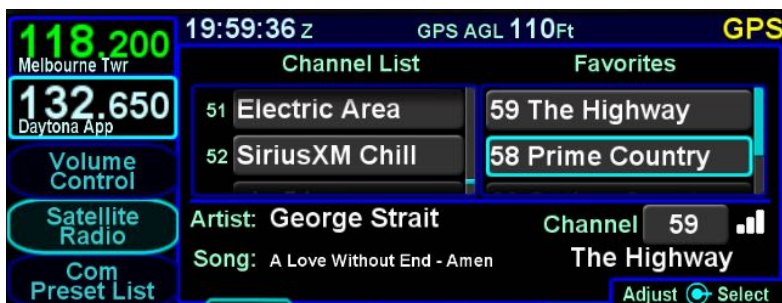 118.200
Melbourne Twr
132.650
Daytona App
Volume
Control
Satellite
Radio
Com
Preset List
19:59:36 Z
GPS AGL 110Ft
GPS
Channel List
51 Electric Area
52 SiriusXM Chill
Favorites
59 The Highway
58 Prime Country
Artist: George Strait
Song: A Love Without End - Amen
Channel 59
The Highway
Adjust Select